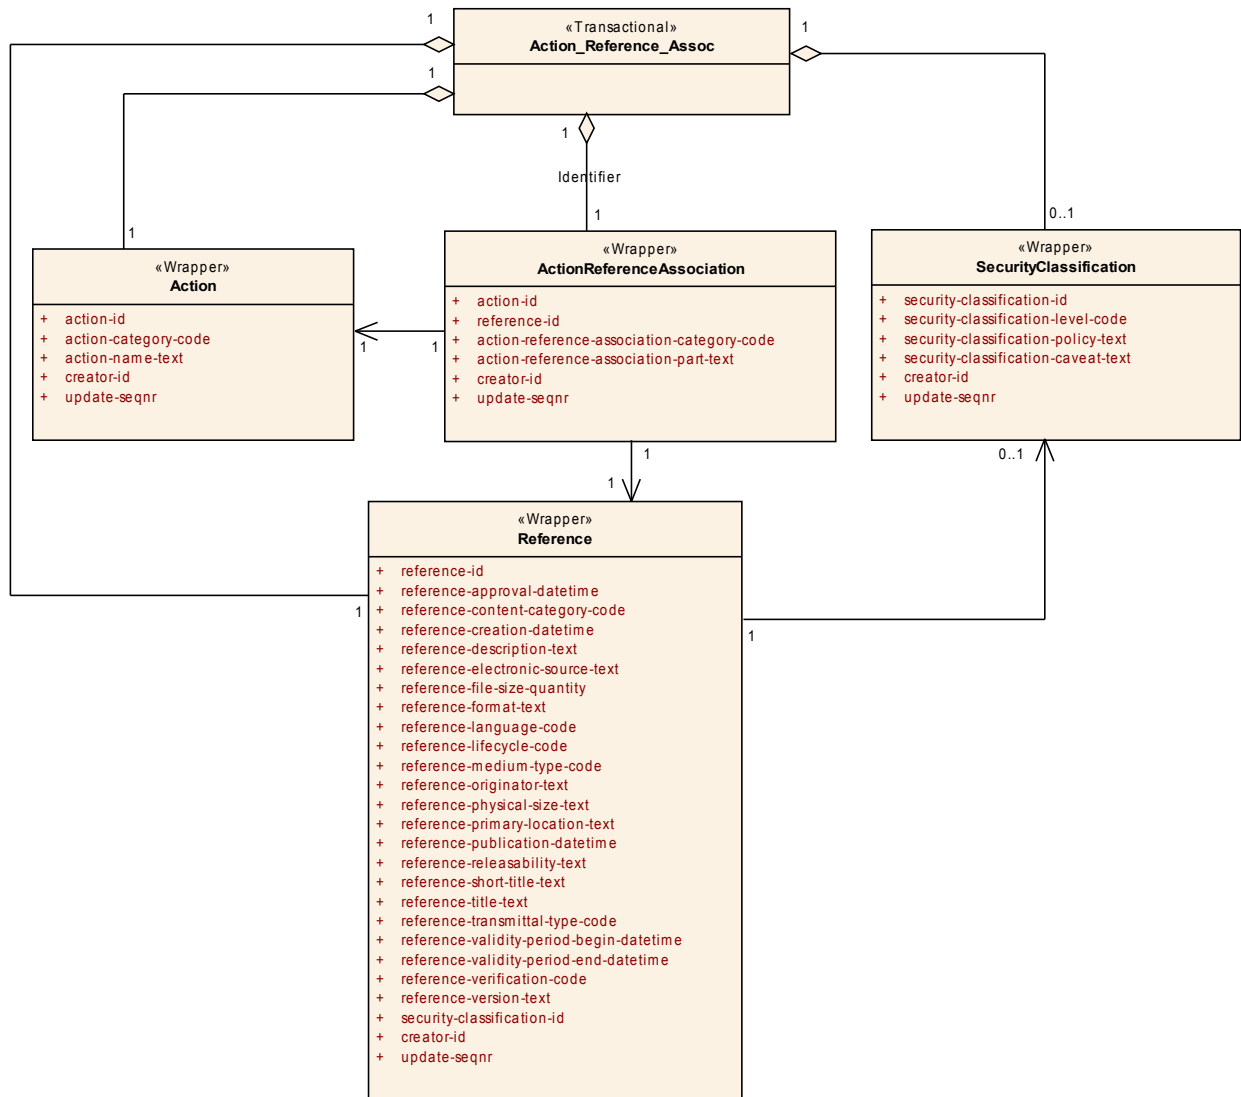 1
«Transactional»
Action_Reference_Assoc
1
1
1
Identifier
1
1
0..1
«Wrapper»
Action
+ action-id
+ action-category-code
+ action-name-text
+ creator-id
+ update-seqnr
«Wrapper»
ActionReferenceAssociation
+ action-id
+ reference-id
+ action-reference-association-category-code
+ action-reference-association-part-text
+ creator-id
+ update-seqnr
«Wrapper»
SecurityClassification
+ security-classification-id
+ security-classification-level-code
+ security-classification-policy-text
+ security-classification-caveat-text
+ creator-id
+ update-seqnr
1
1
1
1
0..1
«Wrapper»
Reference
+ reference-id
+ reference-approval-datetime
+ reference-content-category-code
+ reference-creation-datetime
+ reference-description-text
+ reference-electronic-source-text
+ reference-file-size-quantity
+ reference-format-text
+ reference-language-code
+ reference-lifecycle-code
+ reference-medium-type-code
+ reference-originator-text
+ reference-physical-size-text
+ reference-primary-location-text
+ reference-publication-datetime
+ reference-releasability-text
+ reference-short-title-text
+ reference-title-text
+ reference-transmittal-type-code
+ reference-validity-period-begin-datetime
+ reference-validity-period-end-datetime
+ reference-verification-code
+ reference-version-text
+ security-classification-id
+ creator-id
+ update-seqnr
1
1